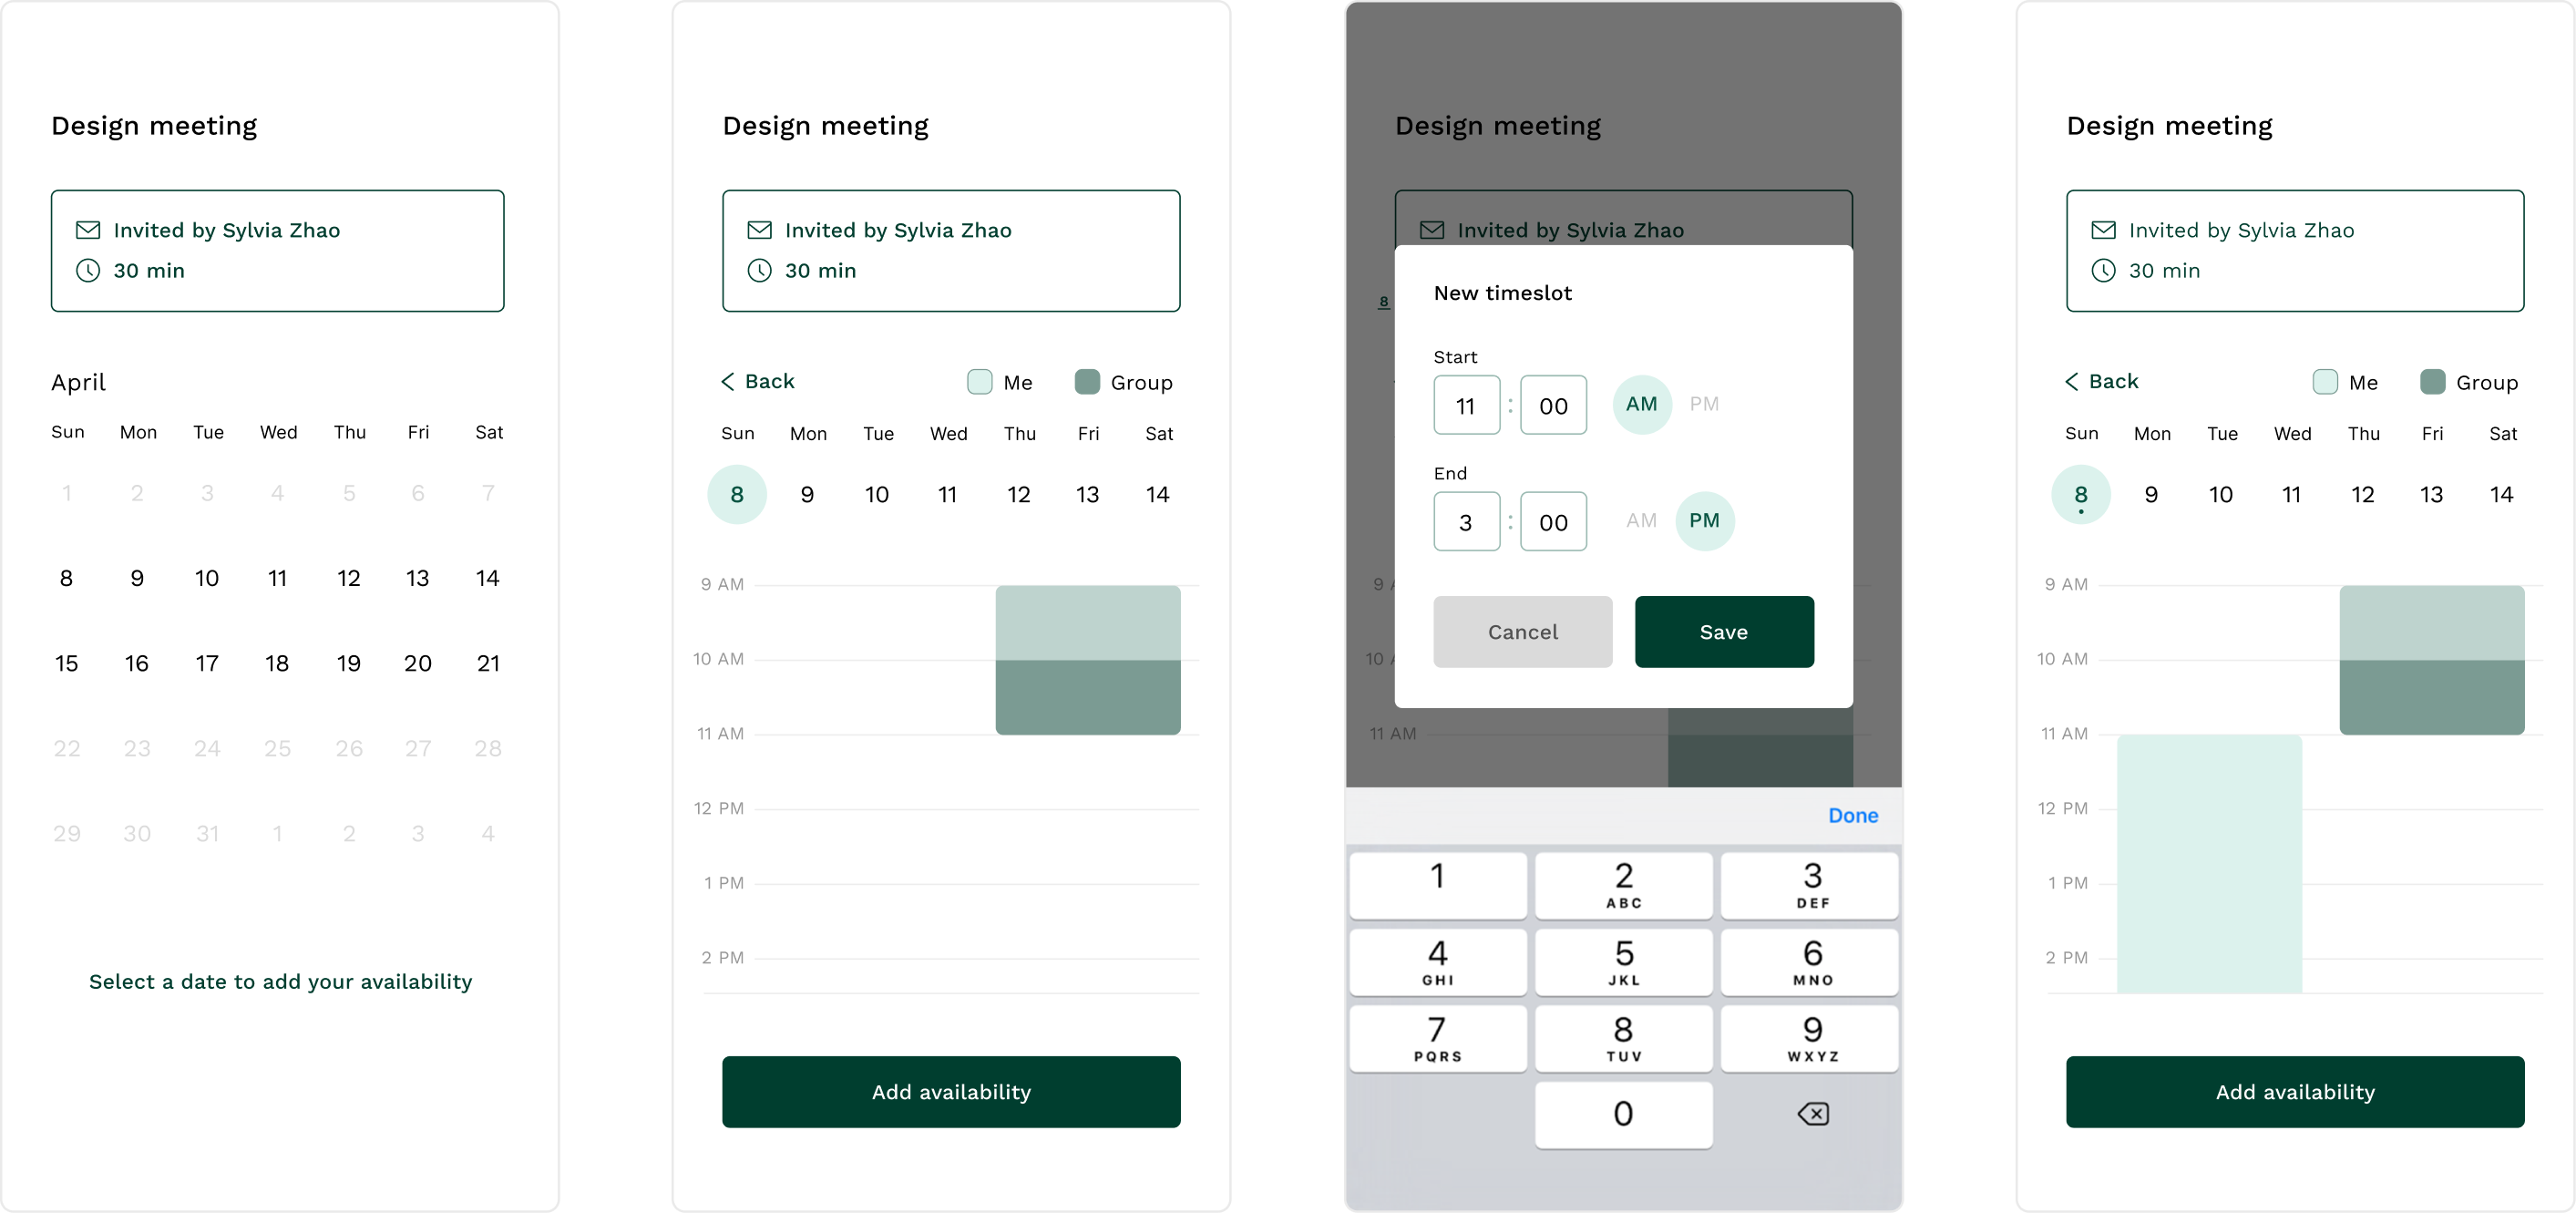 Design meeting
Invited by Sylvia Zhao
30 min
April
Sun Mon Tue Wed Thu Fri Sat
1 2 3 4 5 6 7
8 9 10 11 12 13 14
15 16 17 18 19 20 21
22 23 24 25 26 27 28
29 30 31 1 2 3 4
Select a date to add your availability
Design meeting
Invited by Sylvia Zhao
30 min
Back Me Group
Sun Mon Tue Wed Thu Fri Sat
8 9 10 11 12 13 14
9 AM
10 AM
11 AM
12 PM
1 PM
2 PM
Add availability
Design meeting
Invited by Sylvia Zhao
8
New timeslot
Start
11 : 00 AM PM
End
3 : 00 AM PM
9
10
Cancel Save
11 AM
Done
1 2 3
ABC DEF
4 5 6
GHI JKL MNO
7 8 9
PQRS TUV WXYZ
0
Design meeting
Invited by Sylvia Zhao
30 min
Back Me Group
Sun Mon Tue Wed Thu Fri Sat
8 9 10 11 12 13 14
9 AM
10 AM
11 AM
12 PM
1 PM
2 PM
Add availability